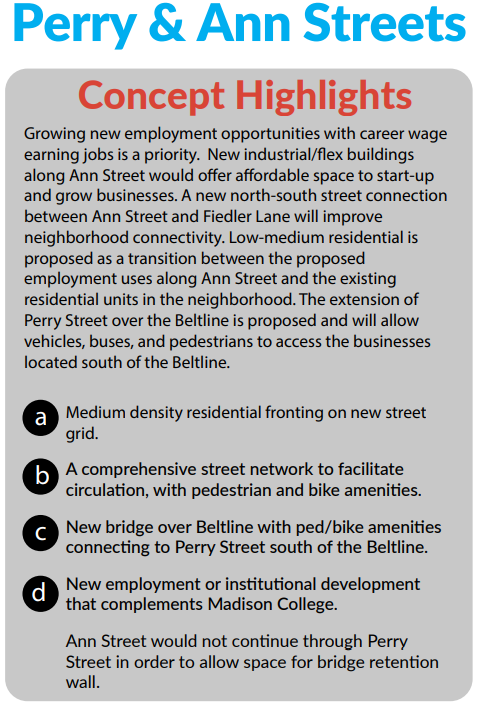 Perry & Ann Streets
Concept Highlights
Growing new employment opportunities with career wage
earning jobs is a priority.  New industrial/flex buildings
along Ann Street would offer affordable space to start-up
and grow businesses. A new north-south street connection
between Ann Street and Fiedler Lane will improve
neighborhood connectivity. Low-medium residential is
proposed as a transition between the proposed
employment uses along Ann Street and the existing
residential units in the neighborhood. The extension of
Perry Street over the Beltline is proposed and will allow
vehicles, buses, and pedestrians to access the businesses
located south of the Beltline.
a Medium density residential fronting on new street
grid.
b A comprehensive street network to facilitate
circulation, with pedestrian and bike amenities.
c New bridge over Beltline with ped/bike amenities
connecting to Perry Street south of the Beltline.
d New employment or institutional development
that complements Madison College.
Ann Street would not continue through Perry
Street in order to allow space for bridge retention
wall.